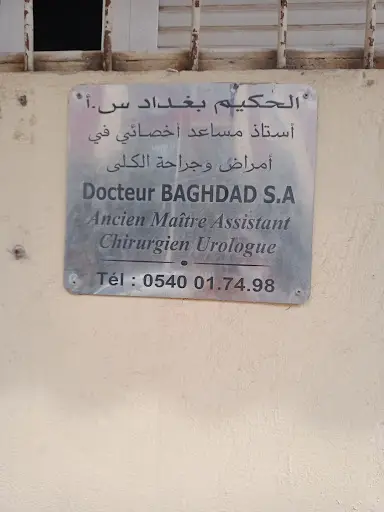 الحكيم بغداد س.أ
أستاذ مساعد أخصائي في
أمراض وجراحة الكلى
Docteur BAGHDAD S.A
Ancien Maître Assistant
Chirurgien Urologue
Tél : 0540 01.74.98